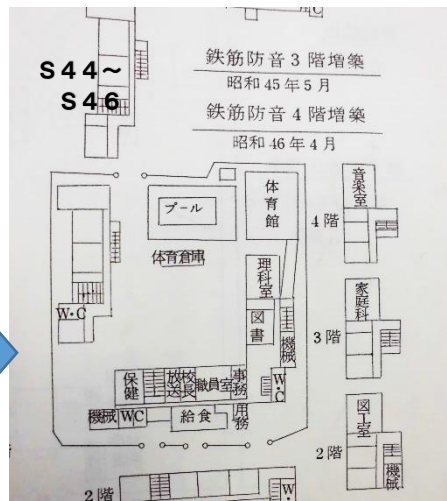 W・C
S44~
S46
鉄筋防音3階増築
昭和45年5月
鉄筋防音4階増築
昭和46年4月
プール
体育館
体育倉庫
音楽室
4階
理科室
図書
機械
家庭科
3階
W・C
保健
放送
校長
職員室
事務
W・C
機械
WC
給食
用務
図工室
2階
機械
2階
W・